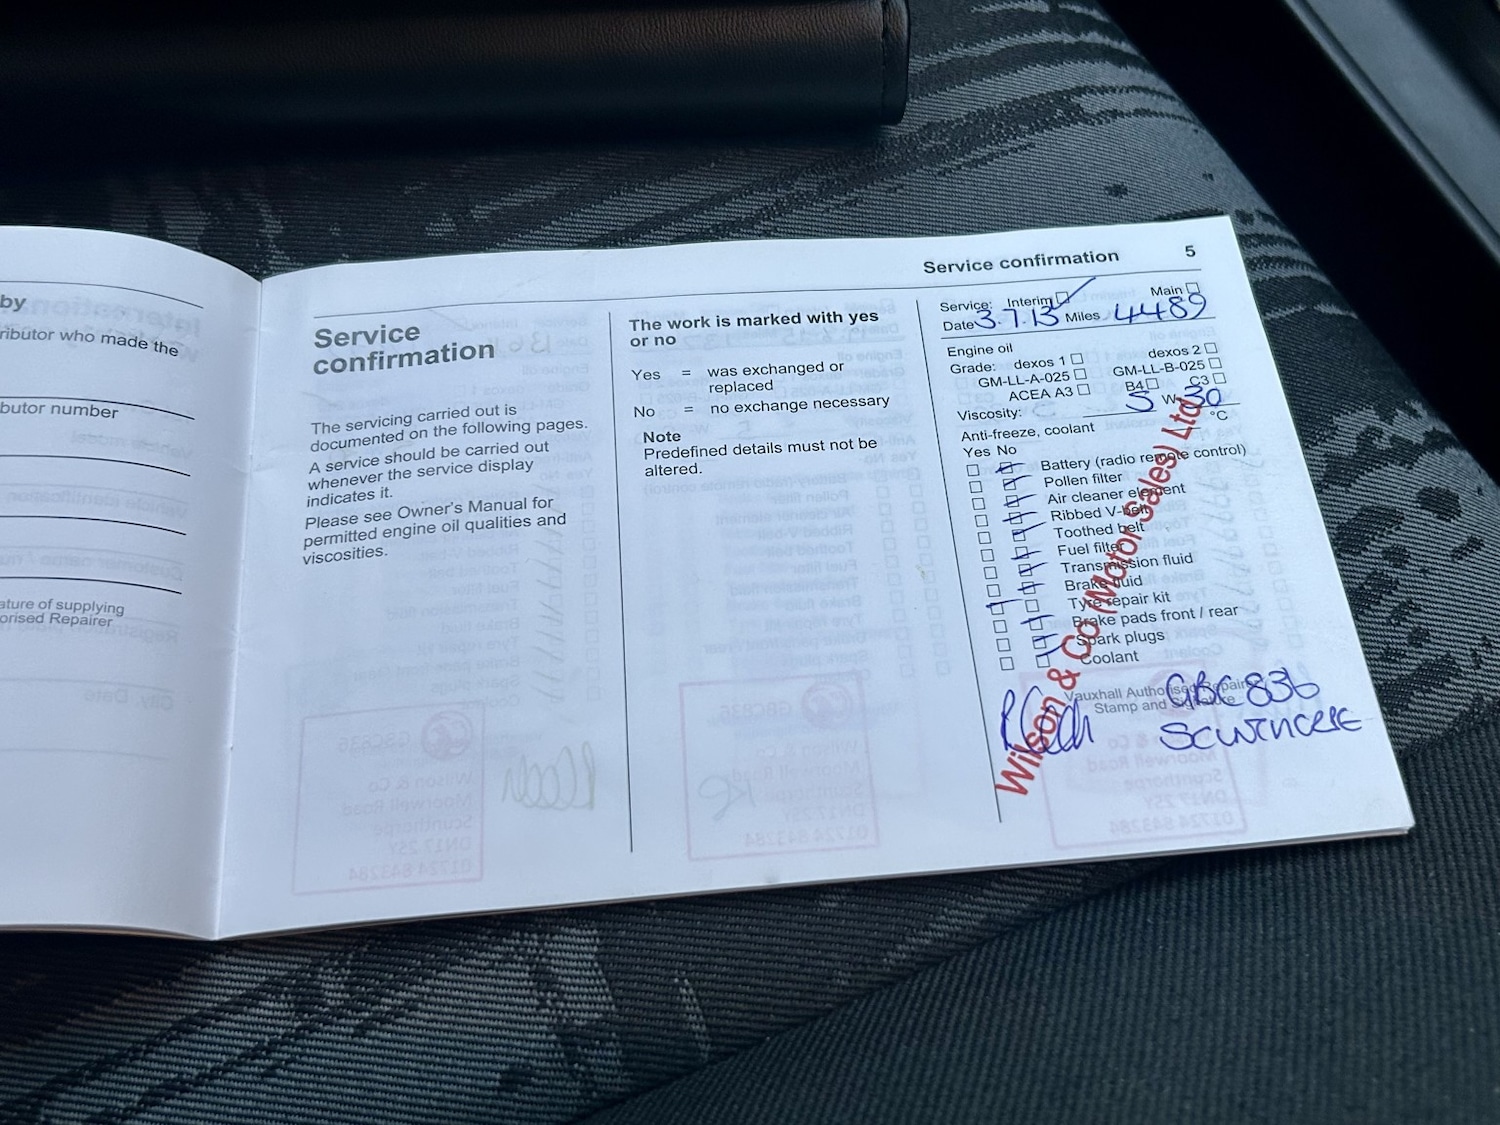 by
ributor who made the
butor number
ature of supplying
orised Repairer
Service confirmation 5
Service
confirmation
The servicing carried out is
documented on the following pages.
A service should be carried out
whenever the service display
indicates it.
Please see Owner's Manual for
permitted engine oil qualities and
viscosities.
The work is marked with yes
or no
Yes = was exchanged or
replaced
No = no exchange necessary
Note
Predefined details must not be
altered.
Service: Interim Main
Date 3.7.13 Miles 4489
Engine oil
Grade: dexos 1 dexos 2
GM-LL-A-025 GM-LL-B-025
ACEA A3 B4 C3
Viscosity: 5 W 30
Anti-freeze, coolant °C
Yes No
Battery (radio remote control)
Pollen filter
Air cleaner element
Ribbed V-belt
Toothed belt
Fuel filter
Transmission fluid
Brake fluid
Tyre repair kit
Brake pads front / rear
Spark plugs
Coolant
Vauxhall Authorised Repairer
Stamp and Signature
GBC836
Wilson & Co (Motor Sales) Ltd